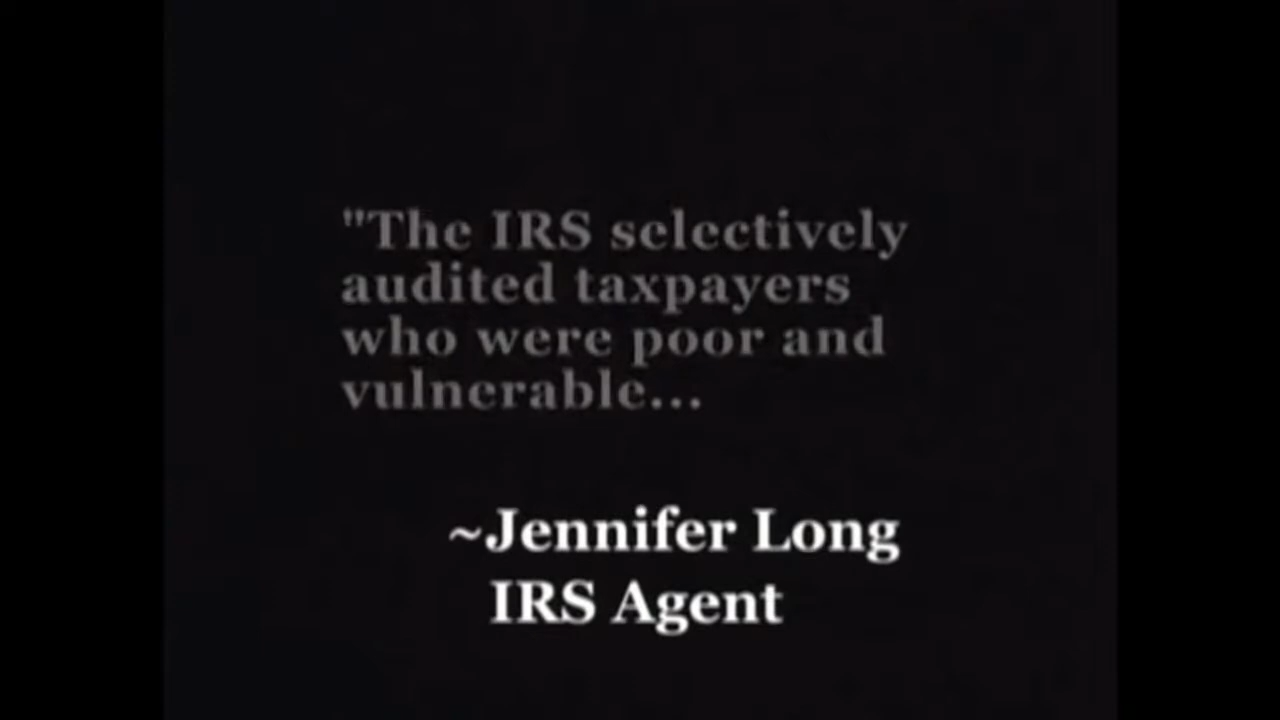 "The IRS selectively
audited taxpayers
who were poor and
vulnerable...
~Jennifer Long
IRS Agent